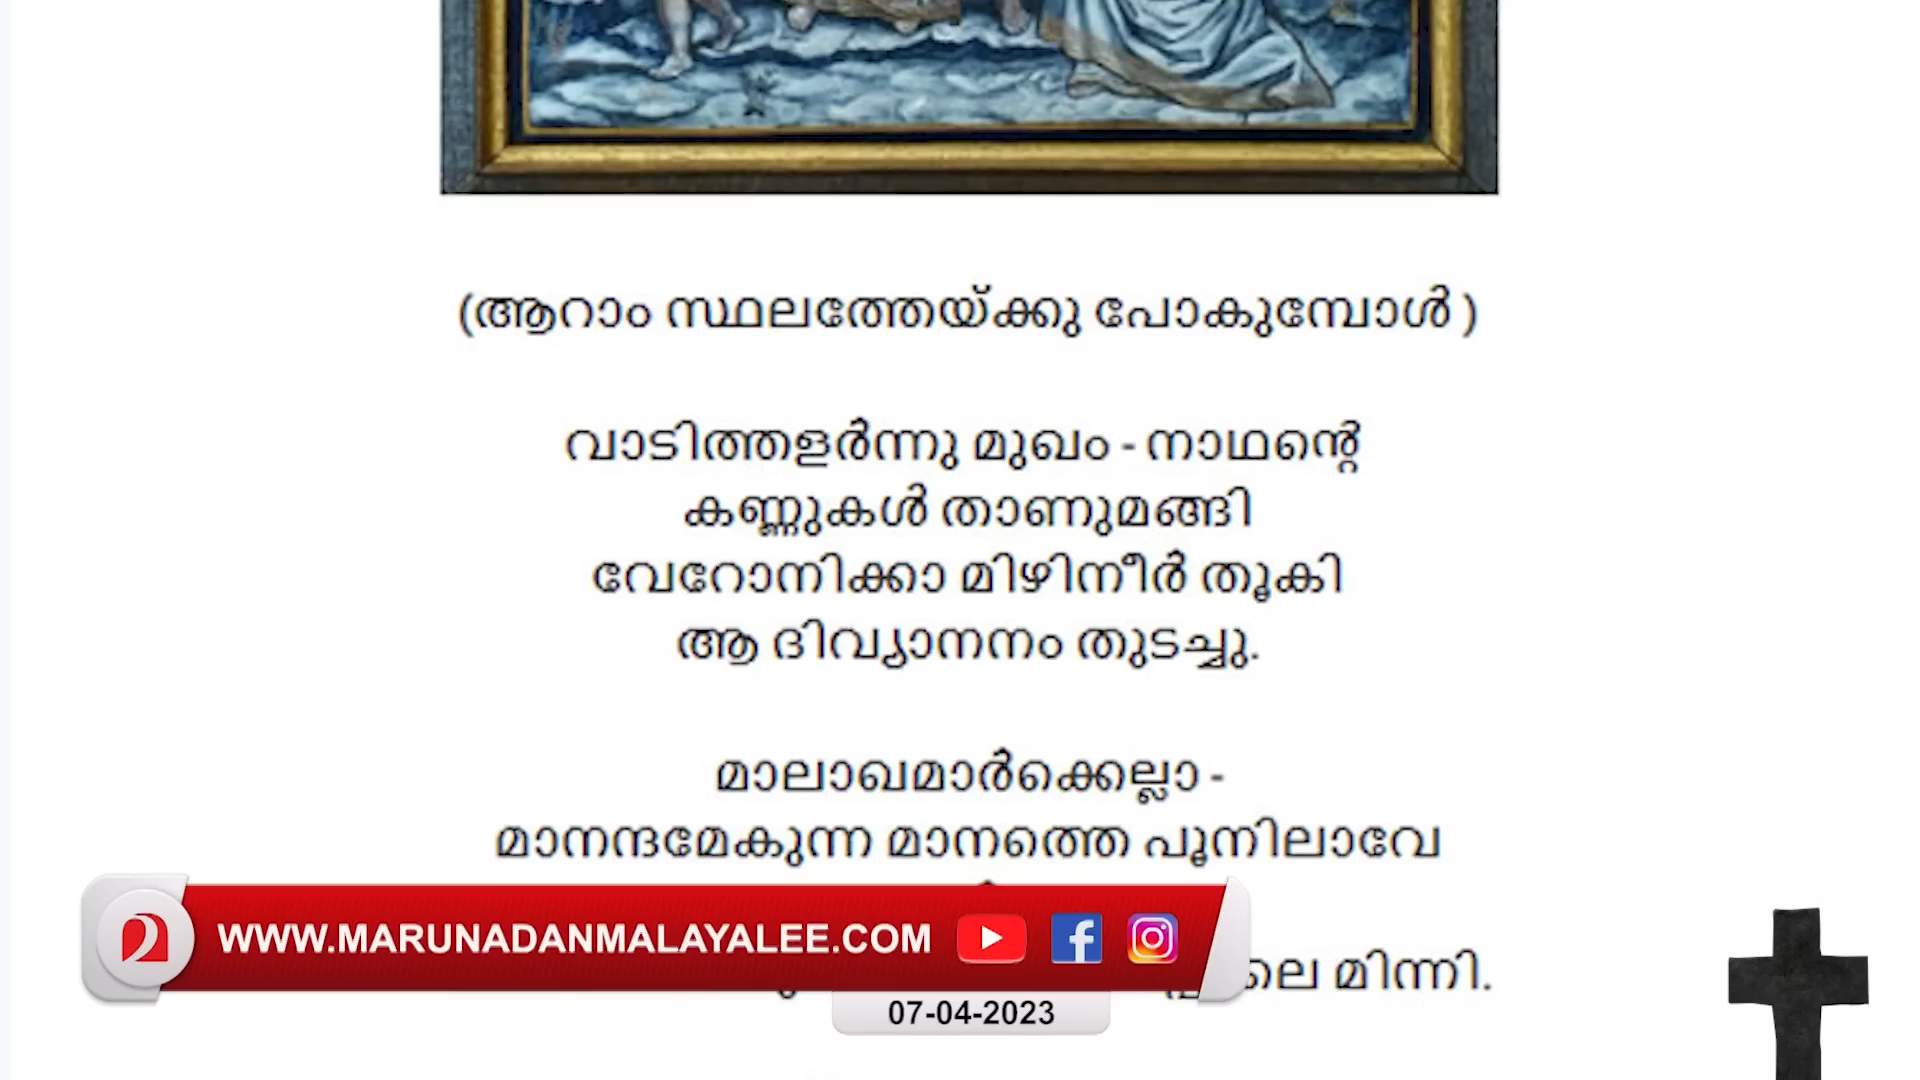 (ആറാം സ്ഥലത്തേയ്ക്കു പോകുമ്പോൾ )
വാടിത്തളർന്നു മുഖം - നാഥന്റെ
കണ്ണുകൾ താണുമങ്ങി
വേറോനിക്കാ മിഴിനീർ തൂകി
ആ ദിവ്യാനനം തുടച്ചു.
മാലാഖമാർക്കെല്ലാ -
മാനന്ദമേകുന്ന മാനത്തെ പൂനിലാവേ
WWW.MARUNADANMALAYALEE.COM
മിന്നി.
07-04-2023